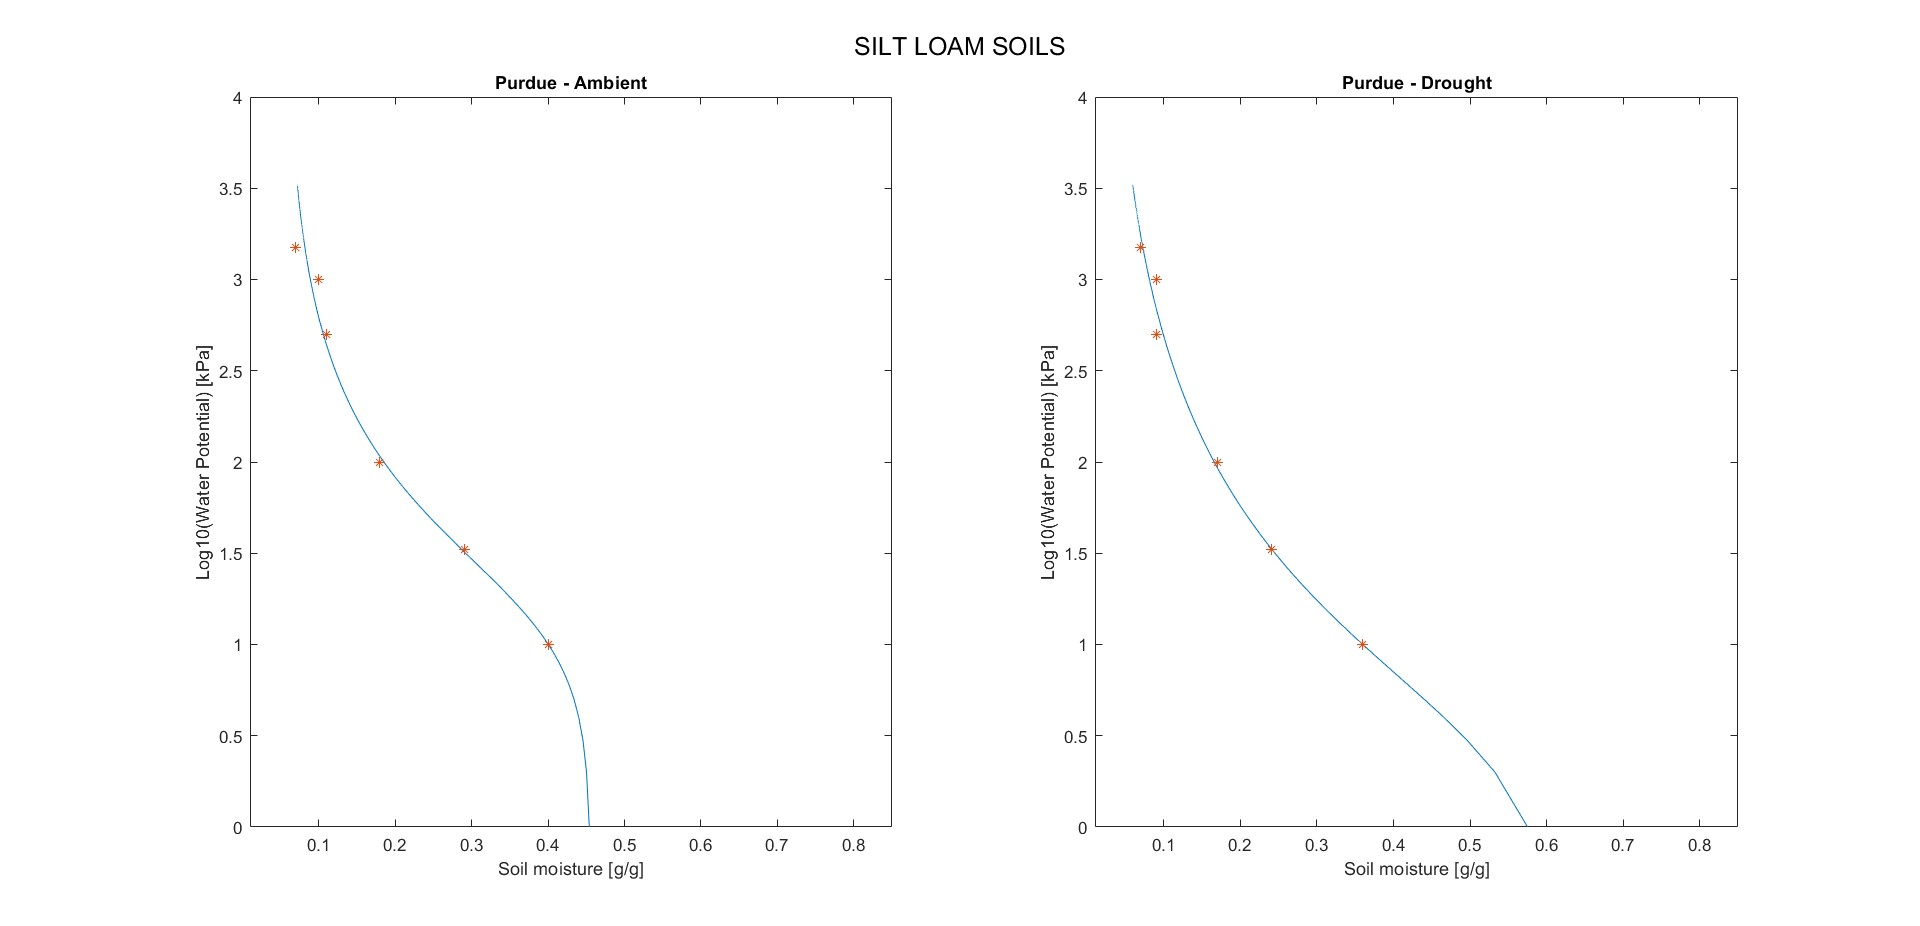 SILT LOAM SOILS
Purdue - Ambient
4
3.5
3
2.5
2
1.5
1
0.5
0
Log10(Water Potential) [kPa]
0.1 0.2 0.3 0.4 0.5 0.6 0.7 0.8
Soil moisture [g/g]
Purdue - Drought
4
3.5
3
2.5
2
1.5
1
0.5
0
Log10(Water Potential) [kPa]
0.1 0.2 0.3 0.4 0.5 0.6 0.7 0.8
Soil moisture [g/g]